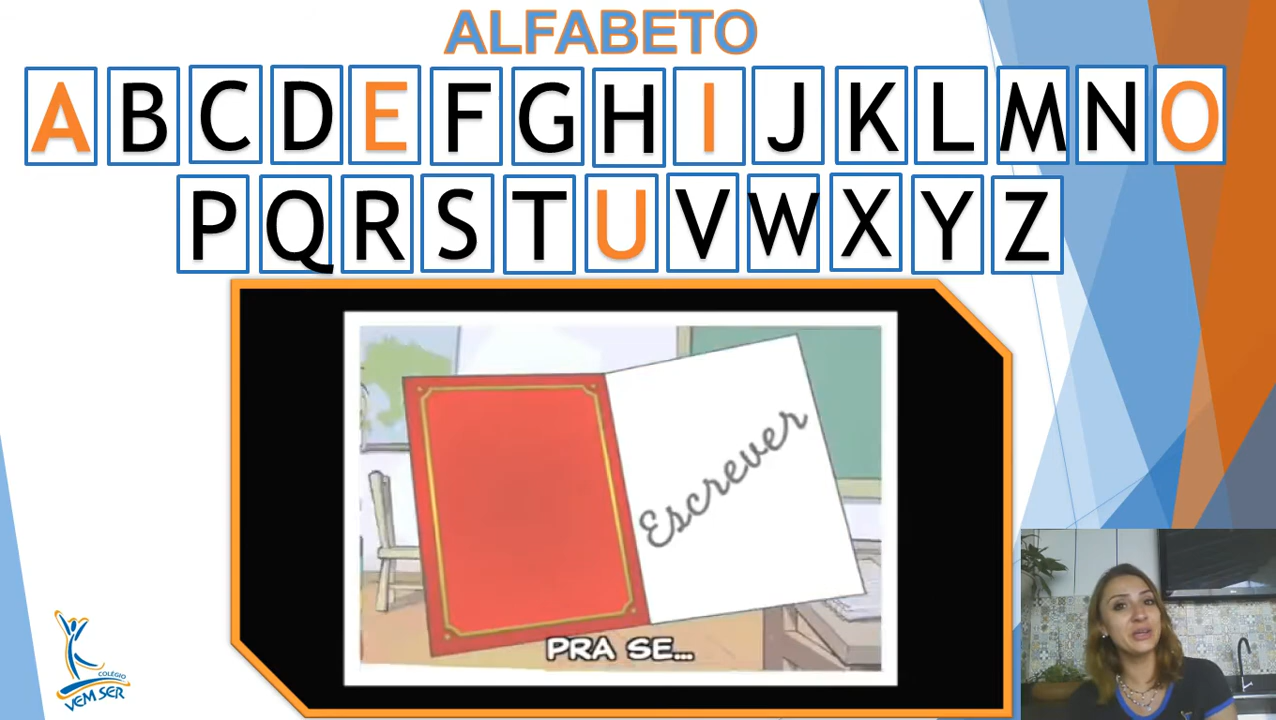 ALFABETO
A B C D E F G H I J K L M N O
P Q R S T U V W X Y Z
Escrever
PRA SE...
COLÉGIO
VEM SER